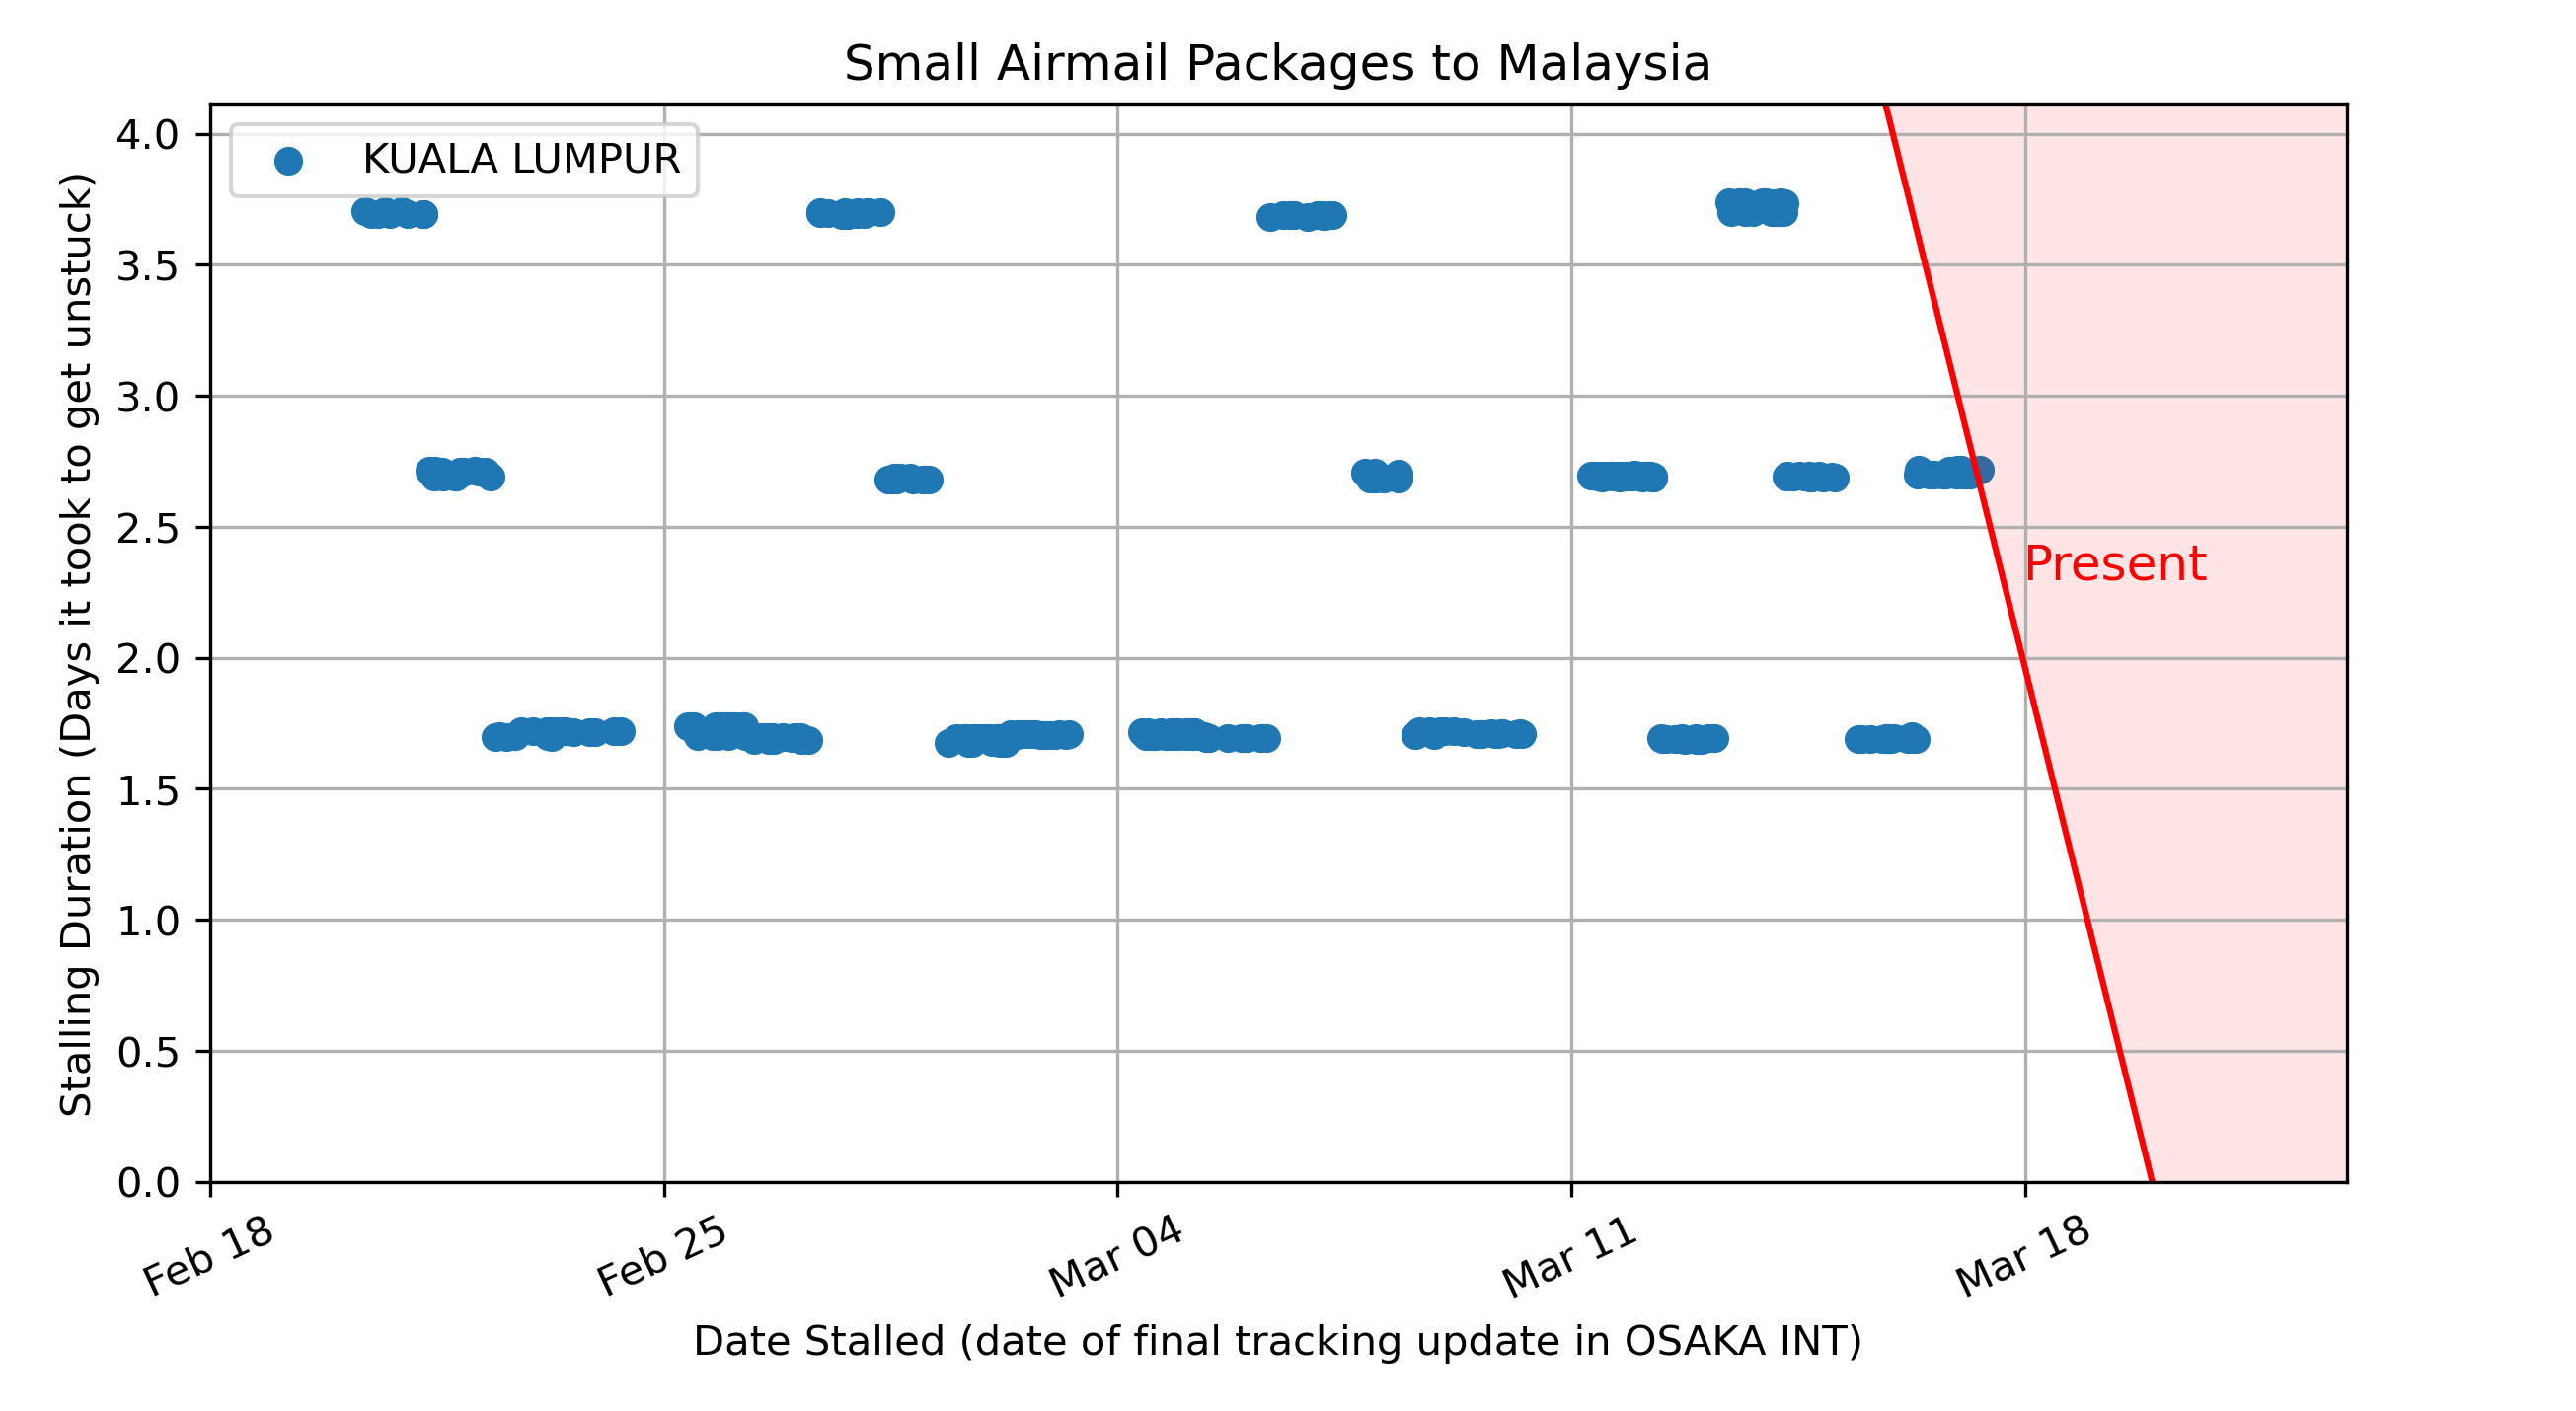 Small Airmail Packages to Malaysia
KUALA LUMPUR
Stalling Duration (Days it took to get unstuck)
4.0
3.5
3.0
2.5
2.0
1.5
1.0
0.5
0.0
Present
Feb 18
Feb 25
Mar 04
Mar 11
Mar 18
Date Stalled (date of final tracking update in OSAKA INT)